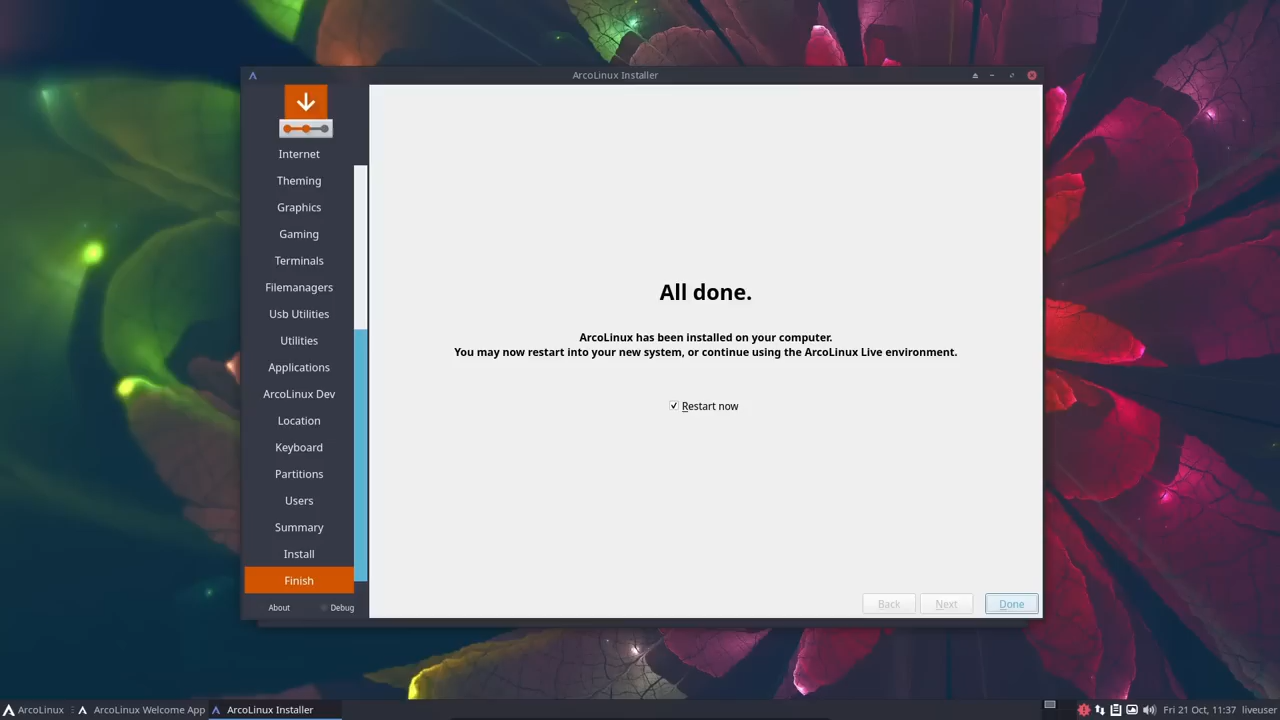 ArcoLinux Installer
Internet
Theming
Graphics
Gaming
Terminals
Filemanagers
Usb Utilities
Utilities
Applications
ArcoLinux Dev
Location
Keyboard
Partitions
Users
Summary
Install
Finish
About
Debug
All done.
ArcoLinux has been installed on your computer.
You may now restart into your new system, or continue using the ArcoLinux Live environment.
Restart now
Back
Next
Done
ArcoLinux
ArcoLinux Welcome App
ArcoLinux Installer
Fri 21 Oct, 11:37
liveuser